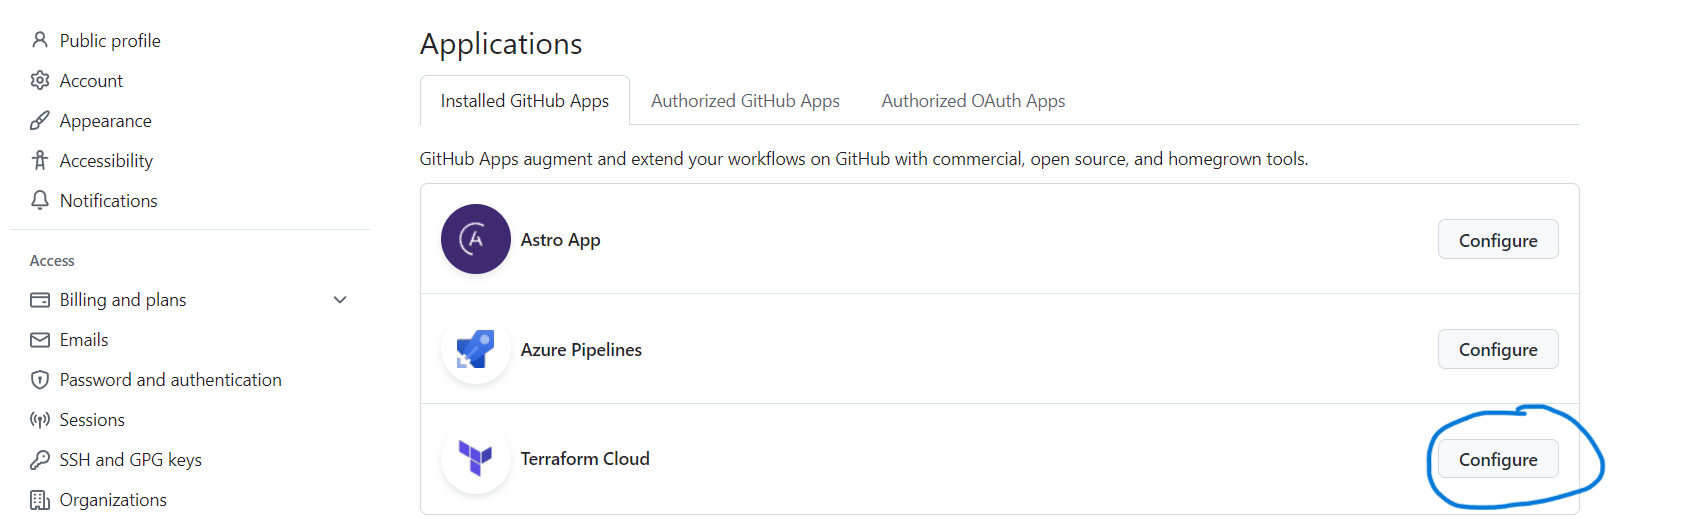 Public profile
Account
Appearance
Accessibility
Notifications
Access
Billing and plans
Emails
Password and authentication
Sessions
SSH and GPG keys
Organizations
Applications
Installed GitHub Apps
Authorized GitHub Apps
Authorized OAuth Apps
GitHub Apps augment and extend your workflows on GitHub with commercial, open source, and homegrown tools.
Astro App
Configure
Azure Pipelines
Configure
Terraform Cloud
Configure